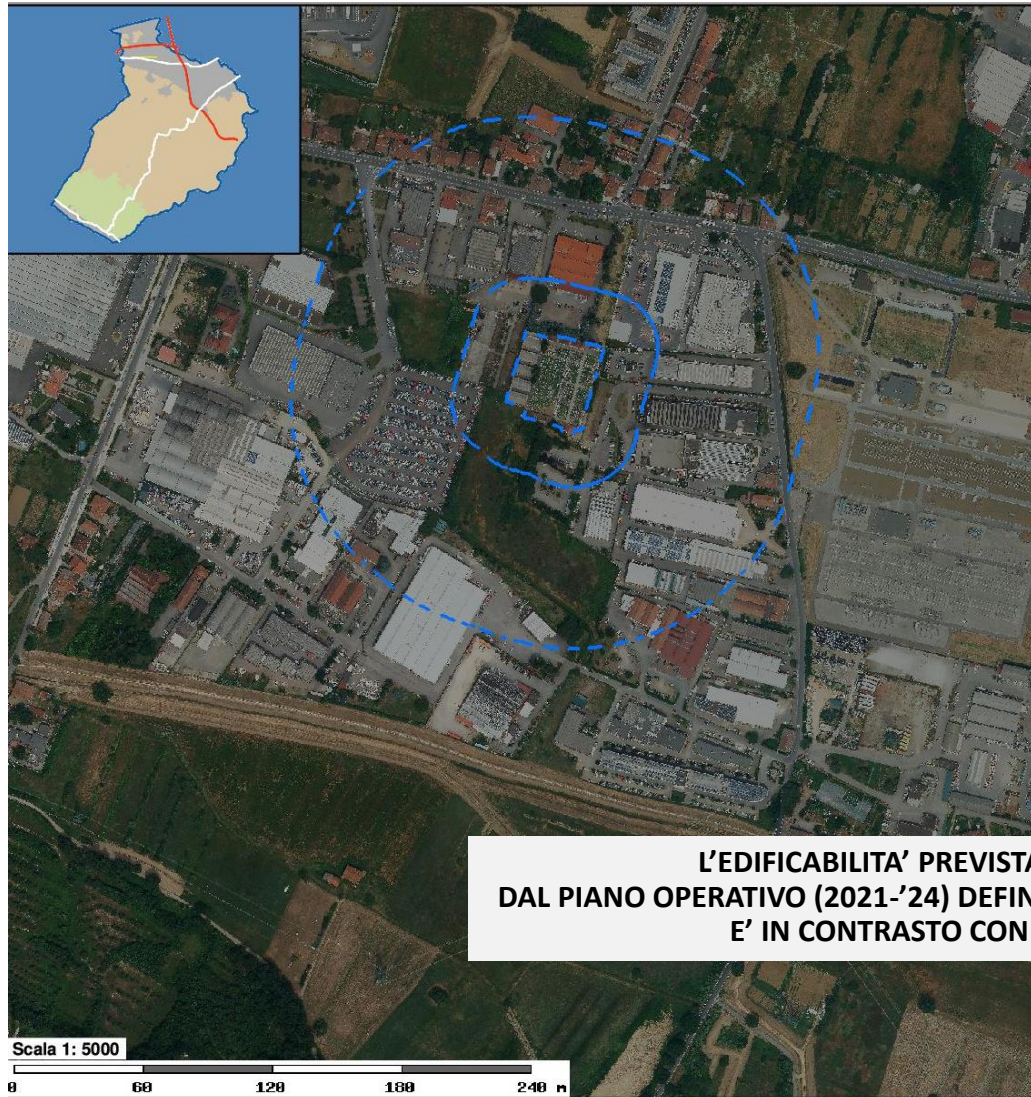 L’EDIFICABILITA’ PREVISTA
DAL PIANO OPERATIVO (2021-’24) DEFIN
E’ IN CONTRASTO CON
Scala 1: 5000
0 60 120 180 240 m